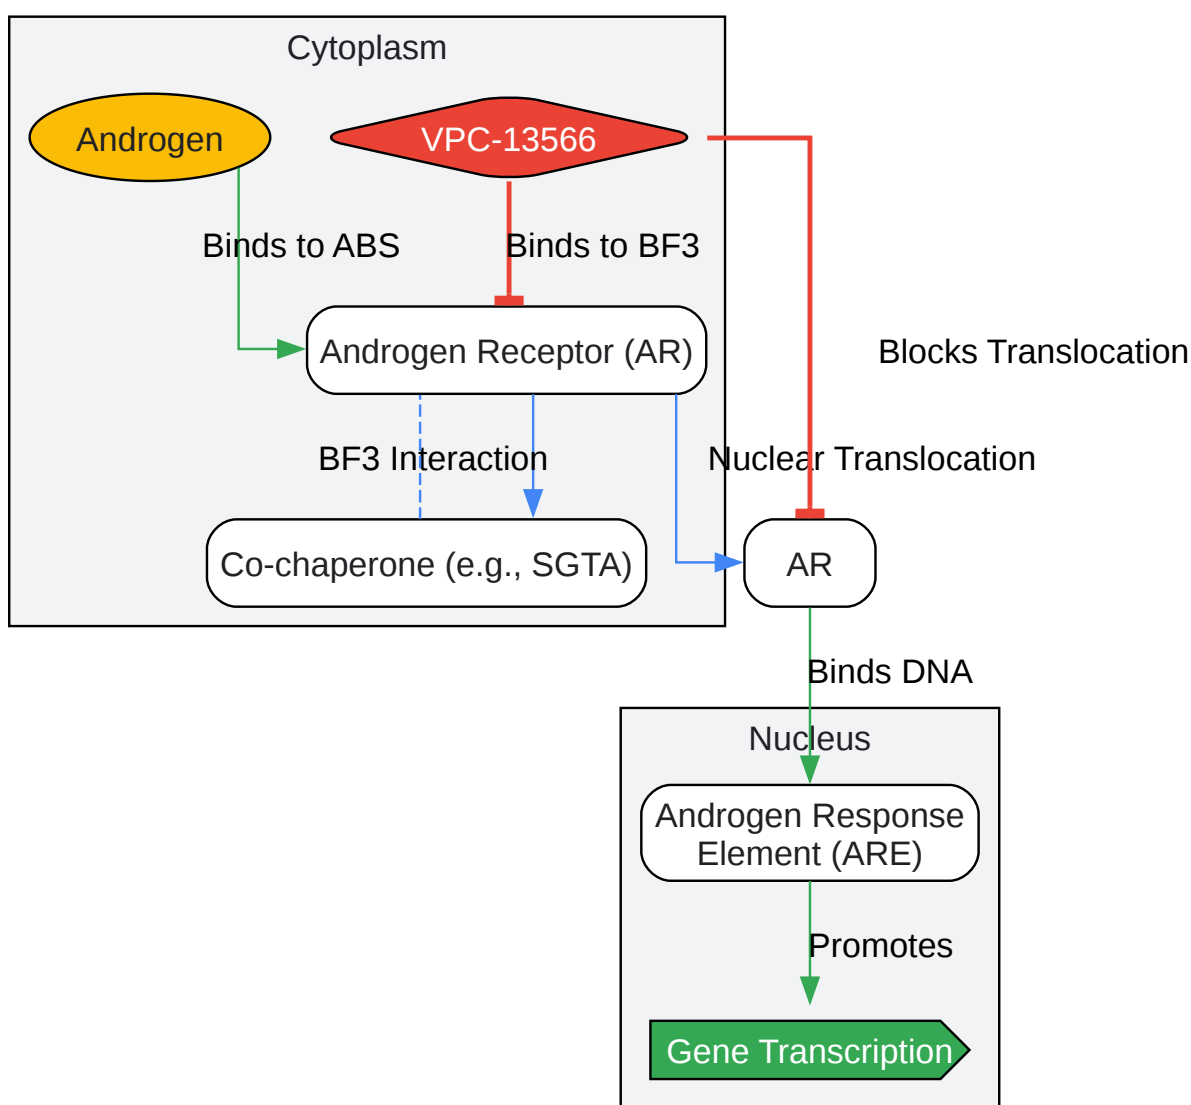 Cytoplasm
Androgen
VPC-13566
Binds to ABS
Binds to BF3
Androgen Receptor (AR)
Blocks Translocation
BF3 Interaction
Nuclear Translocation
Co-chaperone (e.g., SGTA)
AR
Binds DNA
Nucleus
Androgen Response
Element (ARE)
Promotes
Gene Transcription